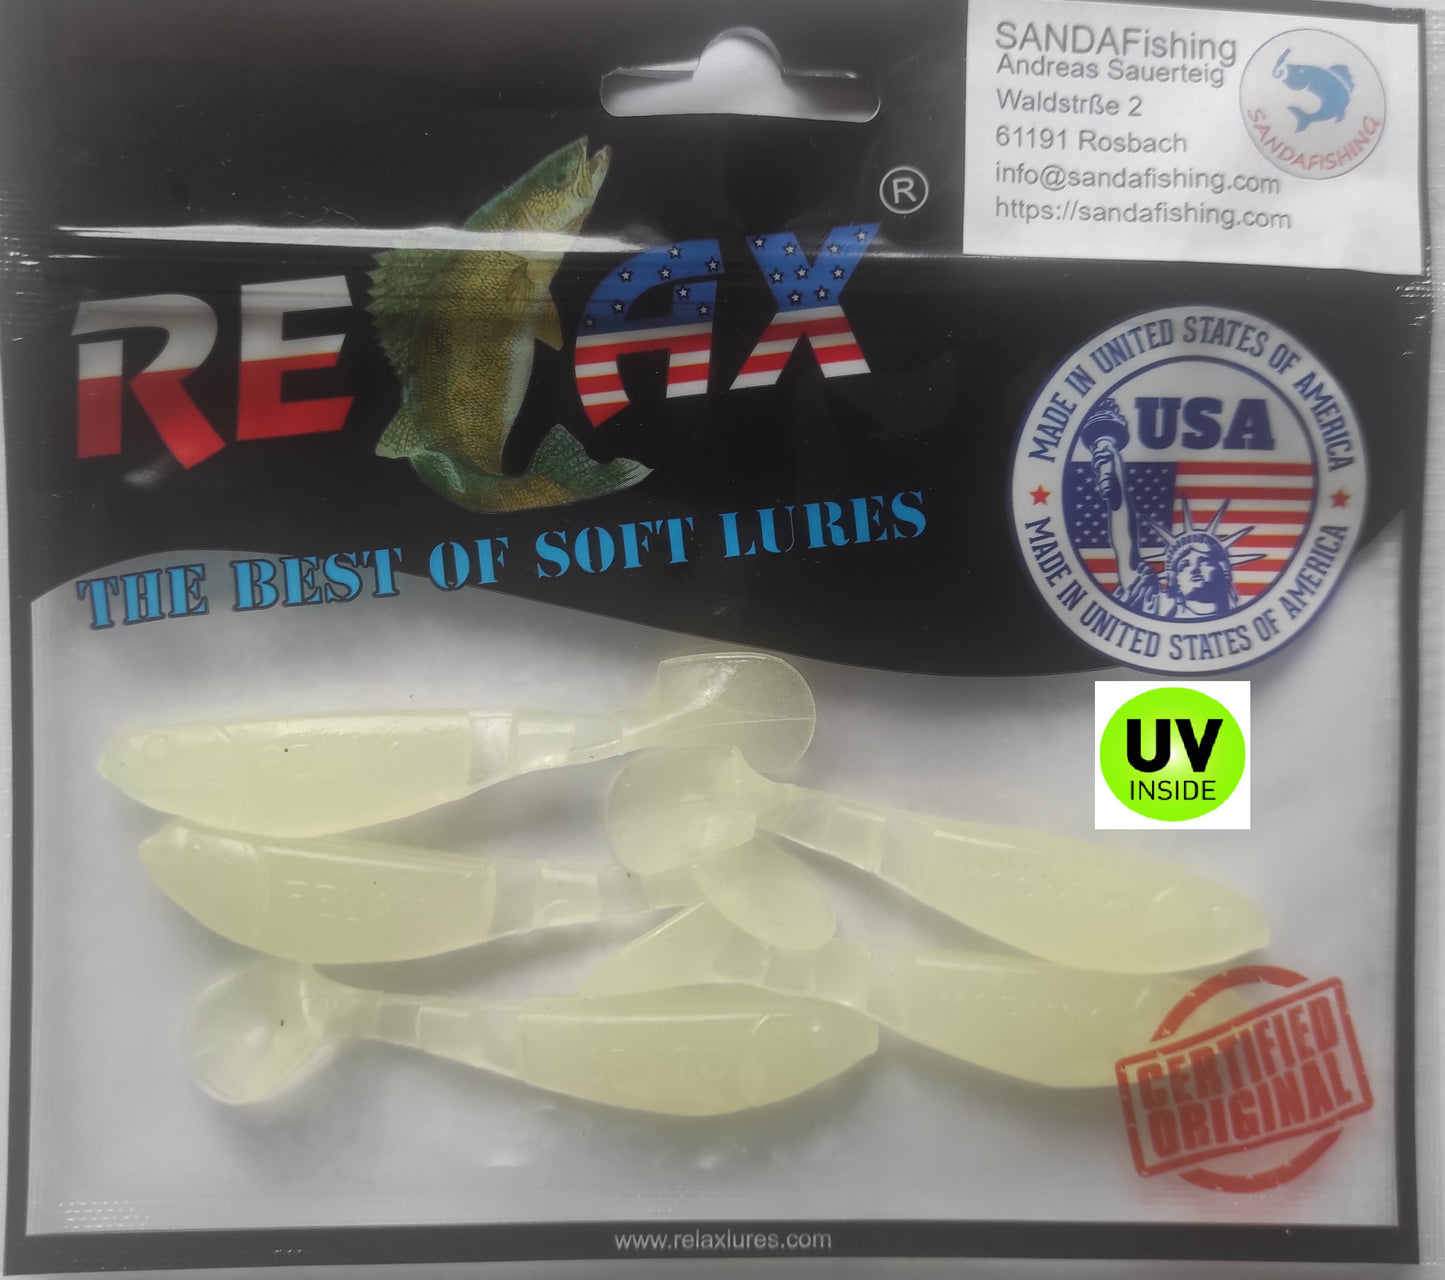 SANDAFishing
Andreas Sauerteig
Waldstrße 2
61191 Rosbach
info@sandafishing.com
https://sandafishing.com
SANDAFISHING
®
RELAX
THE BEST OF SOFT LURES
MADE IN UNITED STATES OF AMERICA
USA
MADE IN UNITED STATES OF AMERICA
UV
INSIDE
RELAX
CERTIFIED
ORIGINAL
www.relaxlures.com